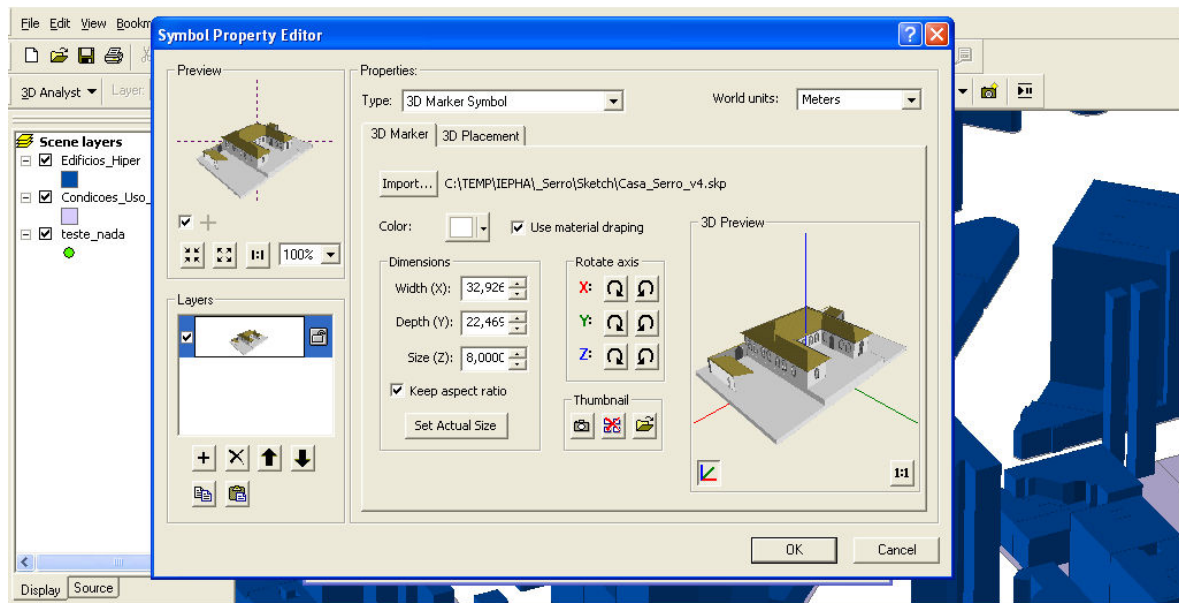 File Edit View Bookm
Symbol Property Editor
3D Analyst Layer:
Scene layers
Edificios_Hiper
Condicoes_Uso_
teste_nada
Display Source
Preview
1:1 100%
Layers
Properties:
Type: 3D Marker Symbol World units: Meters
3D Marker 3D Placement
Import... C:\TEMP\IEPHA\_Serro\Sketch\Casa_Serro_v4.skp
Color: Use material draping
Dimensions
Width (X): 32,926
Depth (Y): 22,469
Size (Z): 8,000C
Keep aspect ratio
Set Actual Size
Rotate axis
X:
Y:
Z:
Thumbnail
3D Preview
1:1
OK Cancel